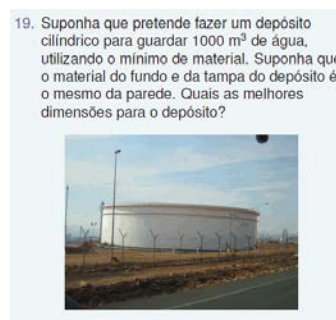 19. Suponha que pretende fazer um depósito
cilíndrico para guardar 1000 m³ de água,
utilizando o mínimo de material. Suponha que
o material do fundo e da tampa do depósito é
o mesmo da parede. Quais as melhores
dimensões para o depósito?